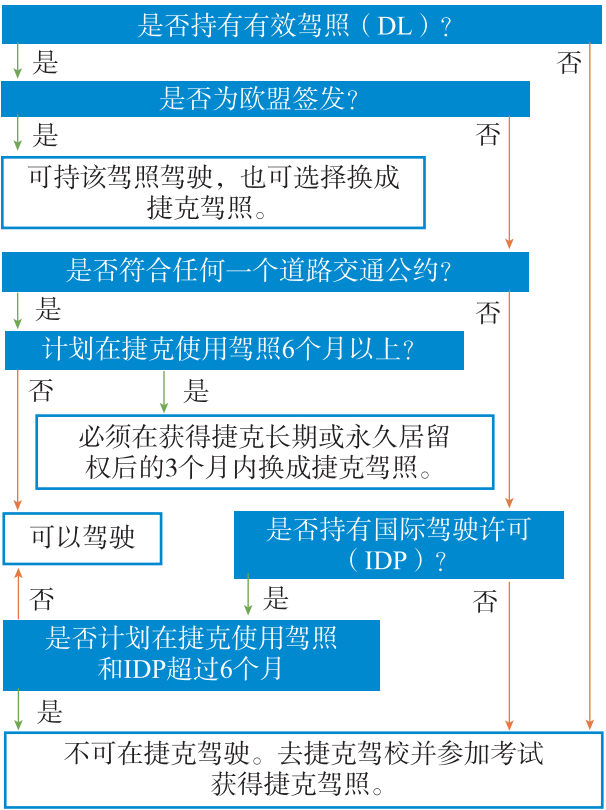 是否持有有效驾照（DL）?
是
否
是否为欧盟签发?
是
否
可持该驾照驾驶，也可选择换成
捷克驾照。
是否符合任何一个道路交通公约?
是
否
计划在捷克使用驾照6个月以上?
否
是
必须在获得捷克长期或永久居留
权后的3个月内换成捷克驾照。
可以驾驶
是否持有国际驾驶许可
（IDP）?
否
是
否
是否计划在捷克使用驾照
和IDP超过6个月
是
不可在捷克驾驶。去捷克驾校并参加考试
获得捷克驾照。